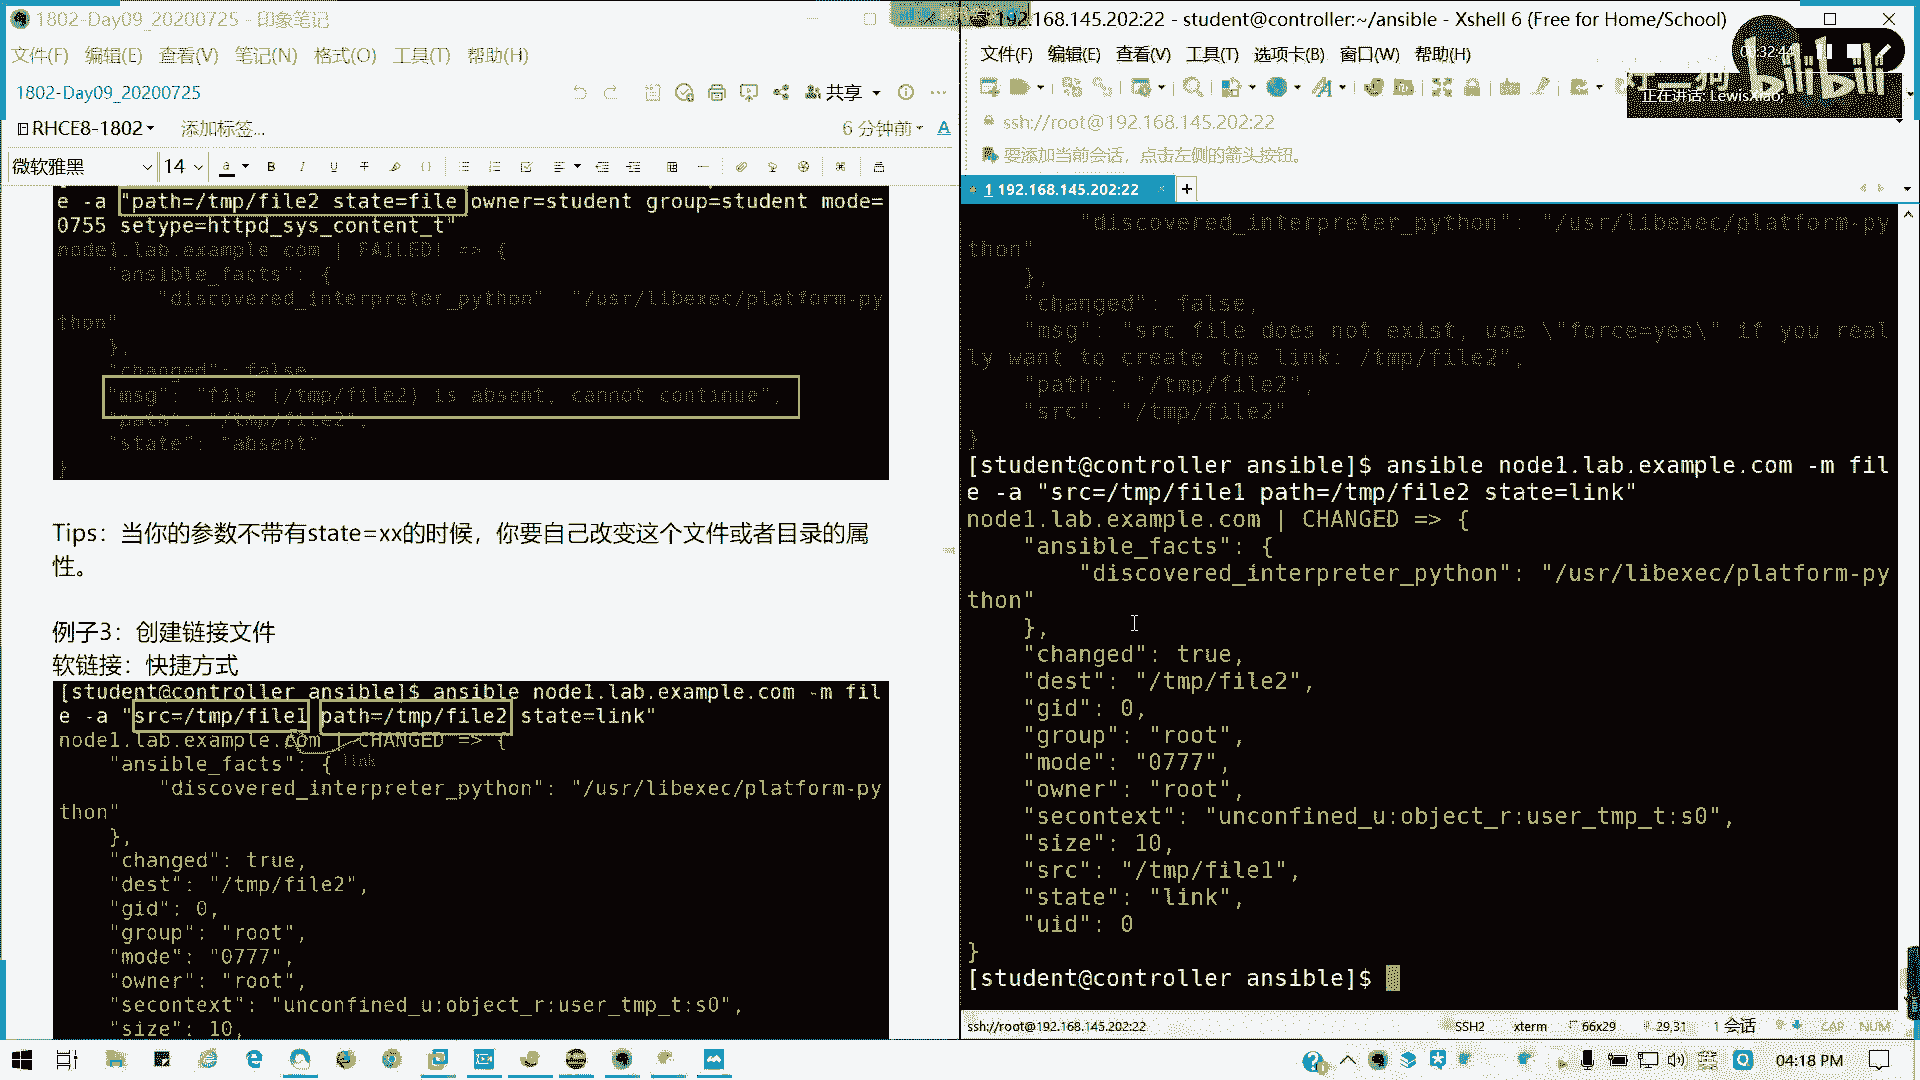 1802-Day09_20200725 - 印象笔记
文件(F) 编辑(E) 查看(V) 笔记(N) 格式(O) 工具(T) 帮助(H)
1802-Day09_20200725
共享
RHCE8-1802
添加标签...
6 分钟前
微软雅黑 14
e -a "path=/tmp/file2 state=file owner=student group=student mode=
0755 setype=httpd_sys_content_t"
node1.lab.example.com | FAILED! => {
"ansible_facts": {
"discovered_interpreter_python" "/usr/libexec/platform-py
thon"
},
"changed": false,
"msg": "file (/tmp/file2) is absent, cannot continue",
"path": "/tmp/file2",
"state": "absent"
}
Tips：当你的参数不带有state=xx的时候，你要自己改变这个文件或者目录的属
性。
例子3：创建链接文件
软链接：快捷方式
[student@controller ansible]$ ansible node1.lab.example.com -m fil
e -a "src=/tmp/file1 path=/tmp/file2 state=link"
node1.lab.example.com | CHANGED => {
"ansible_facts": {
link
"discovered_interpreter_python": "/usr/libexec/platform-py
thon"
},
"changed": true,
"dest": "/tmp/file2",
"gid": 0,
"group": "root",
"mode": "0777",
"owner": "root",
"secontext": "unconfined_u:object_r:user_tmp_t:s0",
"size": 10,
192.168.145.202:22 - student@controller:~/ansible - Xshell 6 (Free for Home/School)
文件(F) 编辑(E) 查看(V) 工具(T) 选项卡(B) 窗口(W) 帮助(H)
:32:44
bilibili
正在讲话: LewisXiao;
ssh://root@192.168.145.202:22
要添加当前会话，点击左侧的箭头按钮。
1 192.168.145.202:22
"discovered_interpreter_python": "/usr/libexec/platform-py
thon"
},
"changed": false,
"msg": "src file does not exist, use \"force=yes\" if you real
ly want to create the link: /tmp/file2",
"path": "/tmp/file2",
"src": "/tmp/file2"
}
[student@controller ansible]$ ansible node1.lab.example.com -m fil
e -a "src=/tmp/file1 path=/tmp/file2 state=link"
node1.lab.example.com | CHANGED => {
"ansible_facts": {
"discovered_interpreter_python": "/usr/libexec/platform-py
thon"
},
"changed": true,
"dest": "/tmp/file2",
"gid": 0,
"group": "root",
"mode": "0777",
"owner": "root",
"secontext": "unconfined_u:object_r:user_tmp_t:s0",
"size": 10,
"src": "/tmp/file1",
"state": "link",
"uid": 0
}
[student@controller ansible]$
ssh://root@192.168.145.202:22
SSH2 xterm 66x29 29,31 1 会话 CAP NUM
04:18 PM